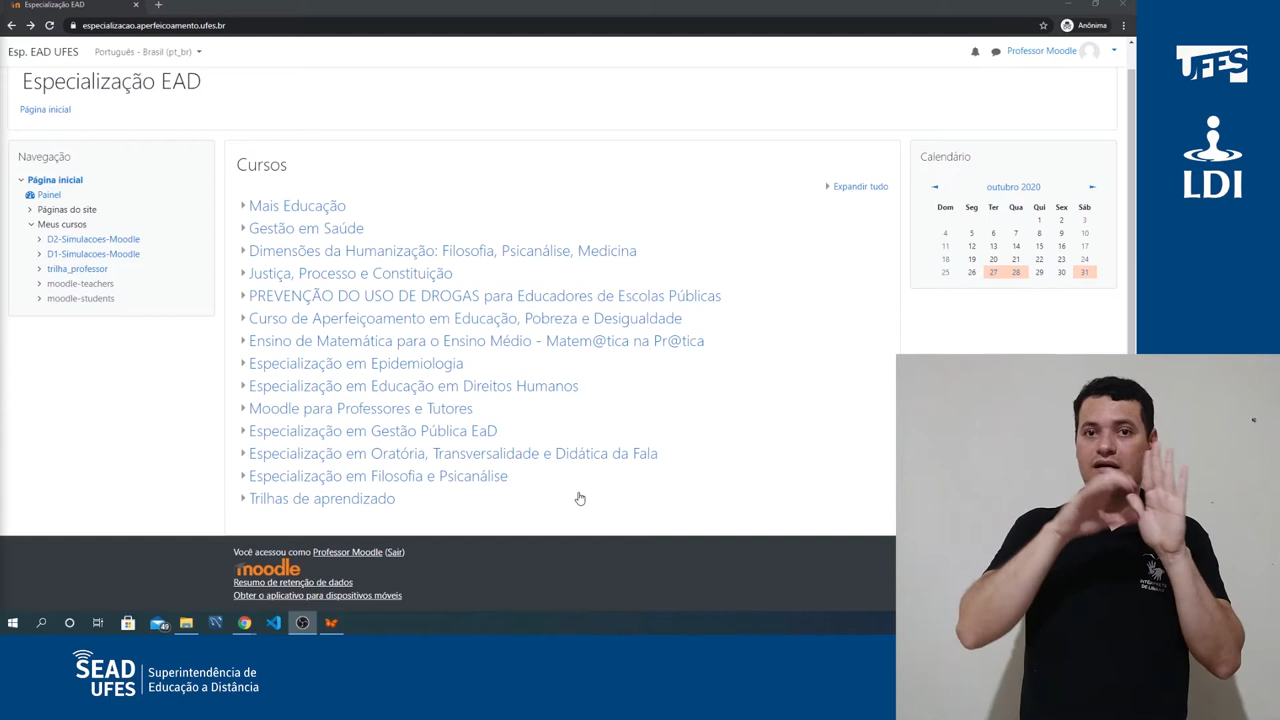 Especialização EAD
especializacao.aperfeicoamento.ufes.br
Anônima
Esp. EAD UFES
Português - Brasil (pt_br)
Professor Moodle
Especialização EAD
Página inicial
Navegação
Página inicial
Painel
Páginas do site
Meus cursos
D2-Simulacoes-Moodle
D1-Simulacoes-Moodle
trilha_professor
moodle-teachers
moodle-students
Cursos
Expandir tudo
Mais Educação
Gestão em Saúde
Dimensões da Humanização: Filosofia, Psicanálise, Medicina
Justiça, Processo e Constituição
PREVENÇÃO DO USO DE DROGAS para Educadores de Escolas Públicas
Curso de Aperfeiçoamento em Educação, Pobreza e Desigualdade
Ensino de Matemática para o Ensino Médio - Matem@tica na Pr@tica
Especialização em Epidemiologia
Especialização em Educação em Direitos Humanos
Moodle para Professores e Tutores
Especialização em Gestão Pública EaD
Especialização em Oratória, Transversalidade e Didática da Fala
Especialização em Filosofia e Psicanálise
Trilhas de aprendizado
Calendário
◄ outubro 2020 ►
Dom Seg Ter Qua Qui Sex Sáb
1 2 3
4 5 6 7 8 9 10
11 12 13 14 15 16 17
18 19 20 21 22 23 24
25 26 27 28 29 30 31
Você acessou como Professor Moodle (Sair)
moodle
Resumo de retenção de dados
Obter o aplicativo para dispositivos móveis
49
UFES
LDI
INTÉRPRETE
DE LIBRAS
SEAD
UFES
Superintendência de
Educação a Distância